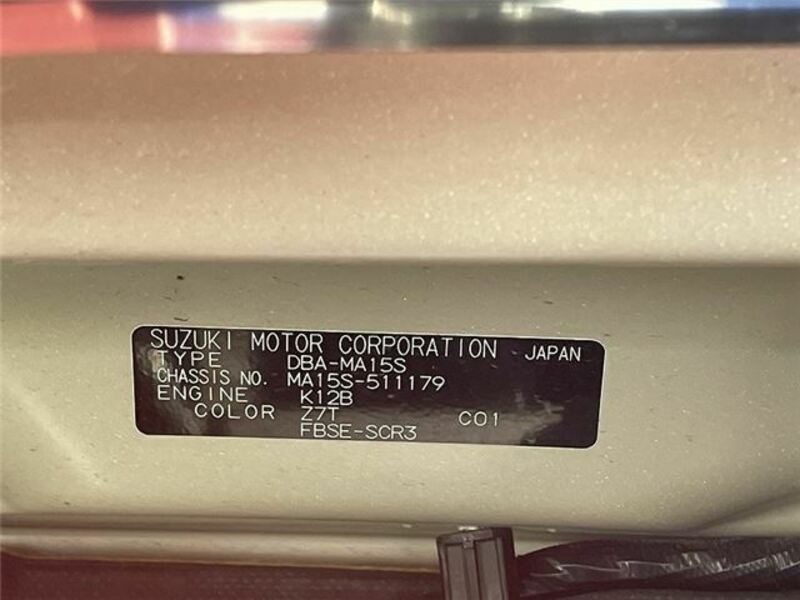 SUZUKI MOTOR CORPORATION JAPAN
TYPE DBA-MA15S
CHASSIS NO. MA15S-511179
ENGINE K12B
COLOR Z7T C01
FBSE-SCR3